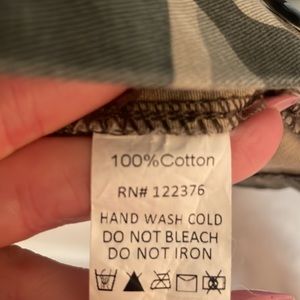 100%Cotton
RN# 122376
HAND WASH COLD
DO NOT BLEACH
DO NOT IRON